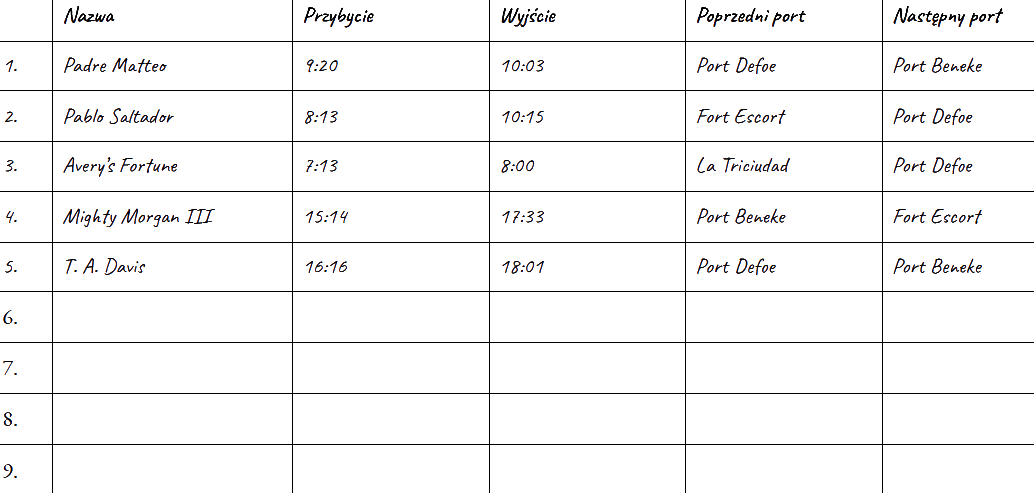 Nazwa Przybycie Wyjście Poprzedni port Następny port
1. Padre Matteo 9:20 10:03 Port Defoe Port Beneke
2. Pablo Saltador 8:13 10:15 Fort Escort Port Defoe
3. Avery's Fortune 7:13 8:00 La Triciudad Port Defoe
4. Mighty Morgan III 15:14 17:33 Port Beneke Fort Escort
5. T. A. Davis 16:16 18:01 Port Defoe Port Beneke
6.
7.
8.
9.